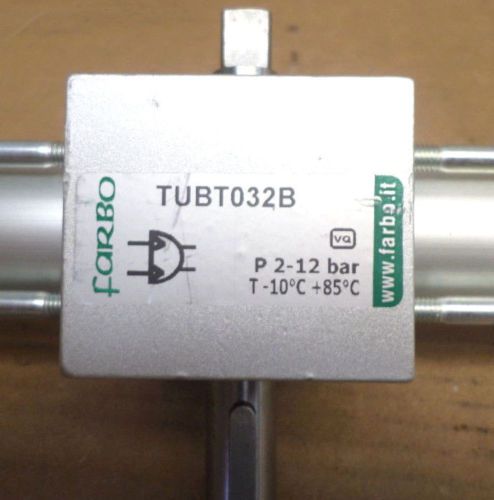 farbo
TUBT032B
VQ
P 2-12 bar
T -10°C +85°C
www.farbo.it